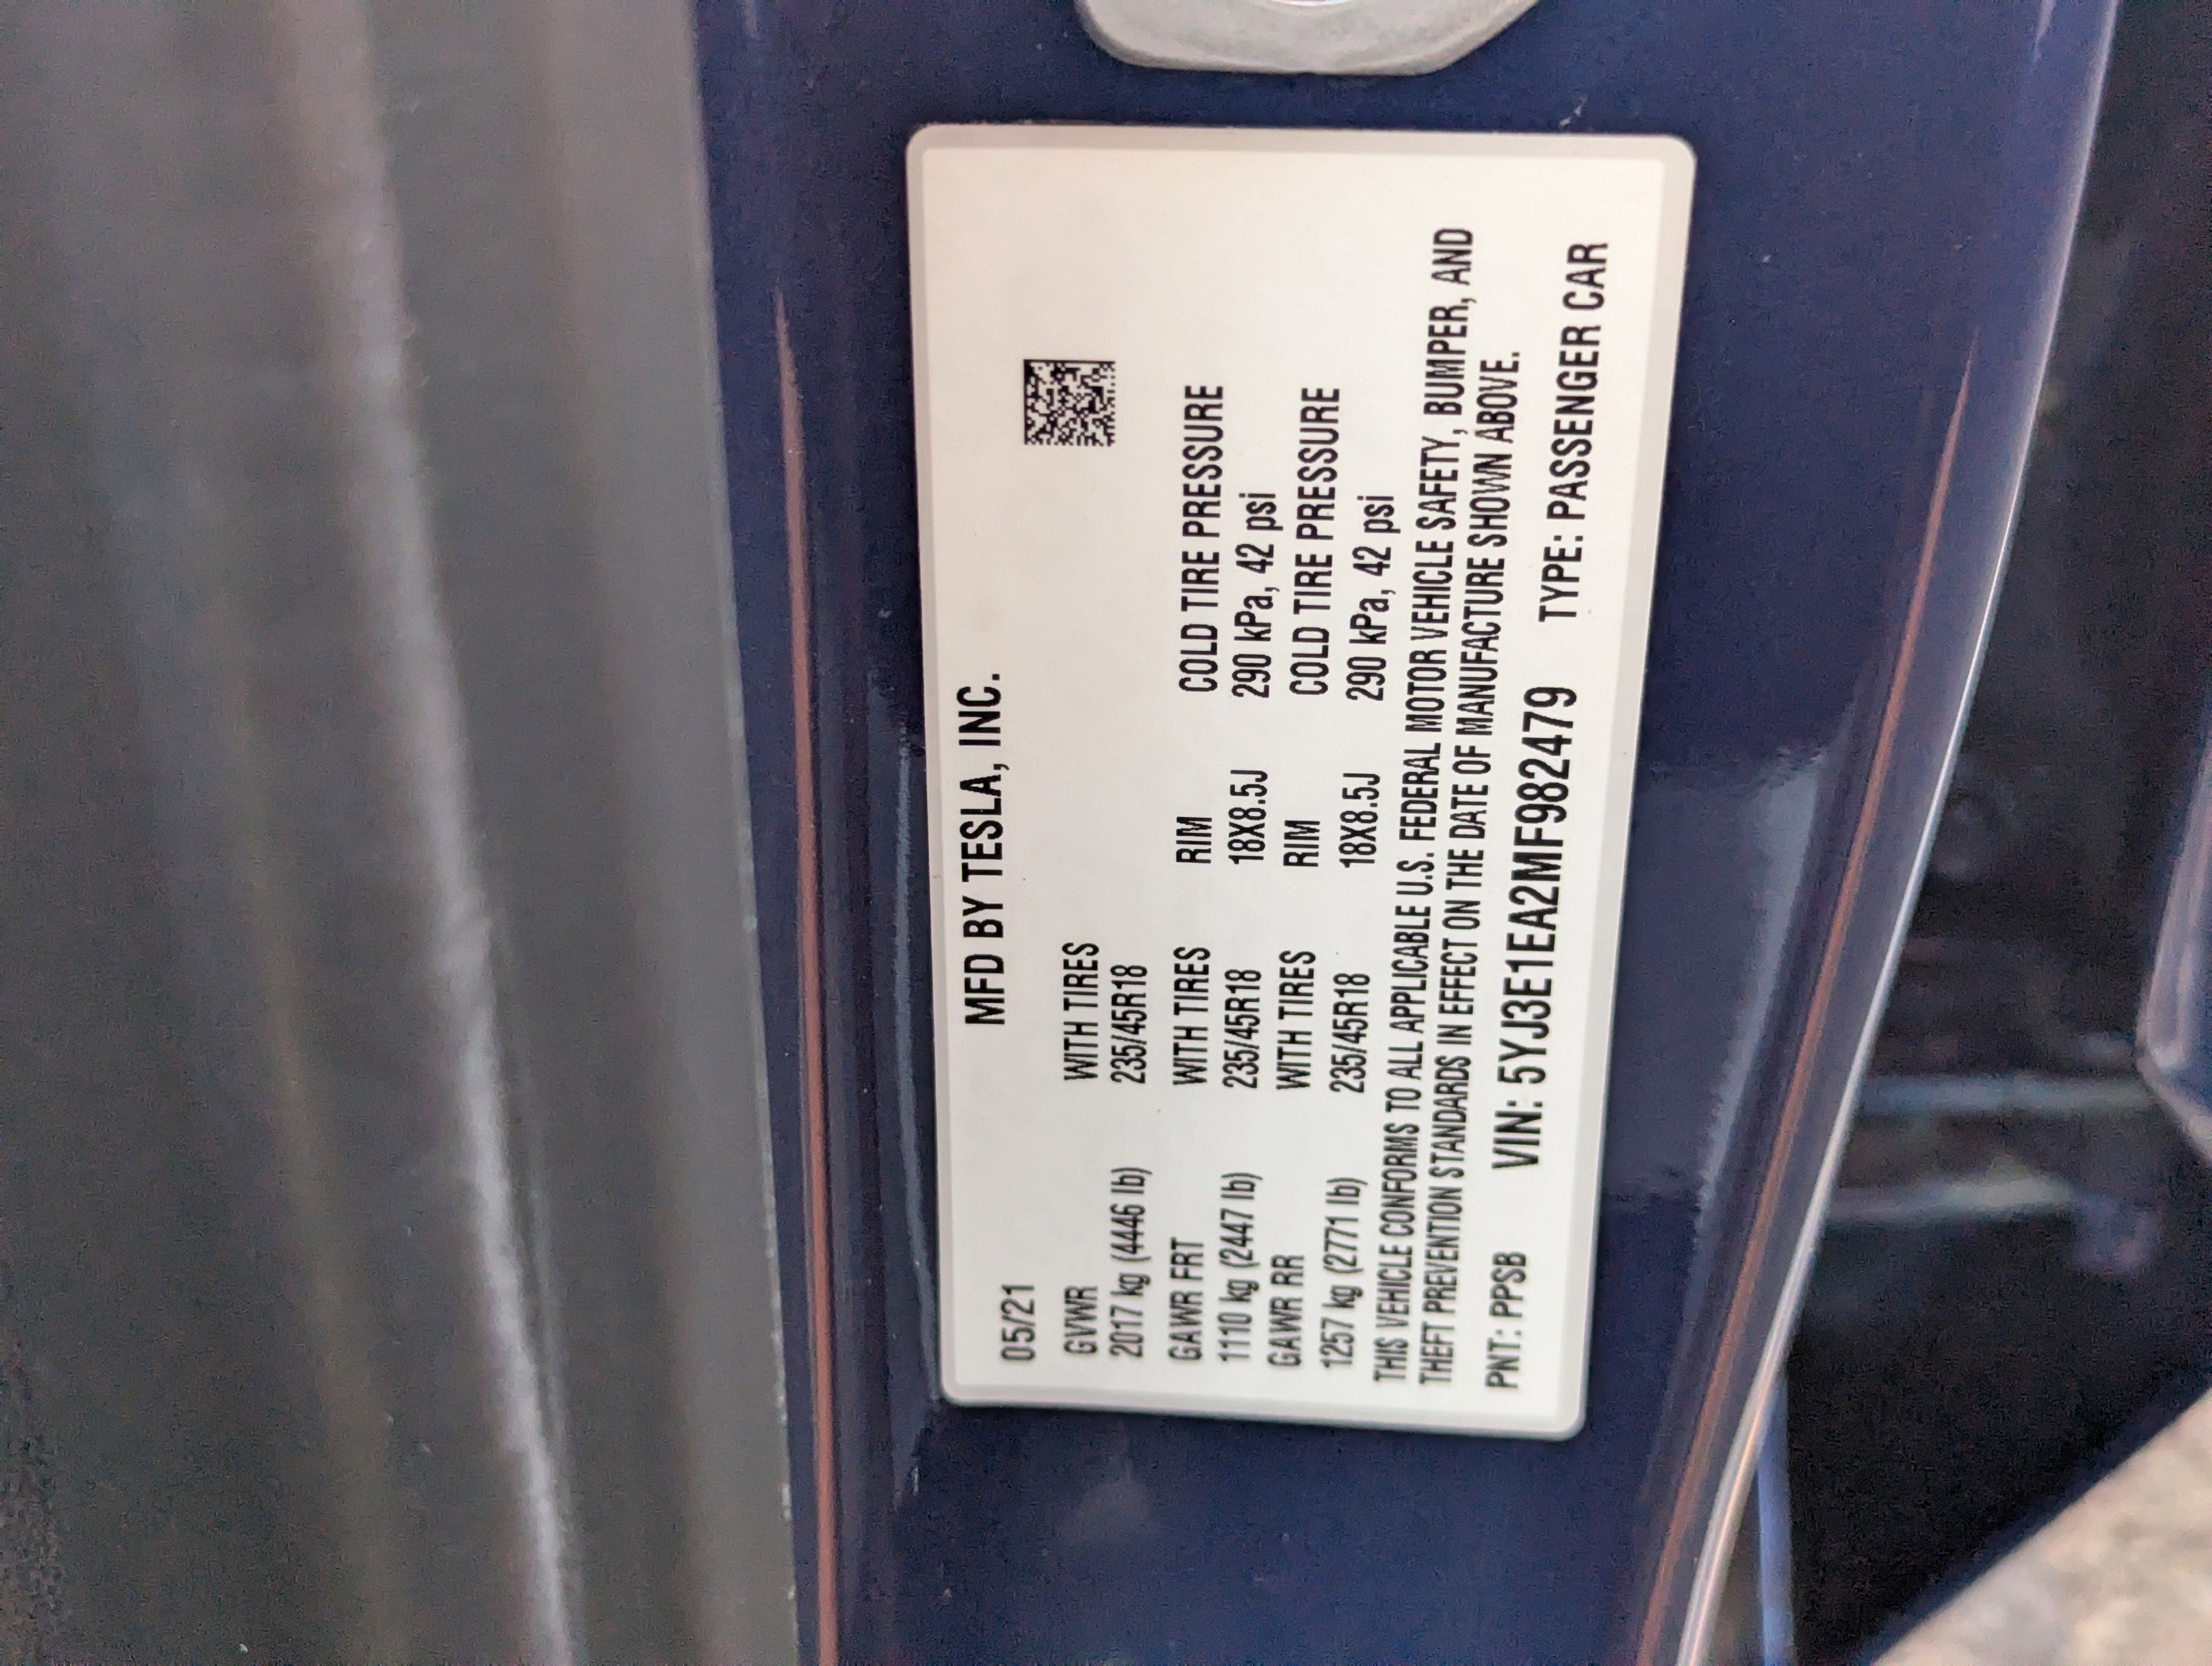 MFD BY TESLA, INC.
05/21
GVWR WITH TIRES
2017 kg (4446 lb) 235/45R18
GAWR FRT WITH TIRES RIM COLD TIRE PRESSURE
1110 kg (2447 lb) 235/45R18 18X8.5J 290 kPa, 42 psi
GAWR RR WITH TIRES RIM COLD TIRE PRESSURE
1257 kg (2771 lb) 235/45R18 18X8.5J 290 kPa, 42 psi
THIS VEHICLE CONFORMS TO ALL APPLICABLE U.S. FEDERAL MOTOR VEHICLE SAFETY, BUMPER, AND
THEFT PREVENTION STANDARDS IN EFFECT ON THE DATE OF MANUFACTURE SHOWN ABOVE.
PNT: PPSB VIN: 5YJ3E1EA2MF982479 TYPE: PASSENGER CAR